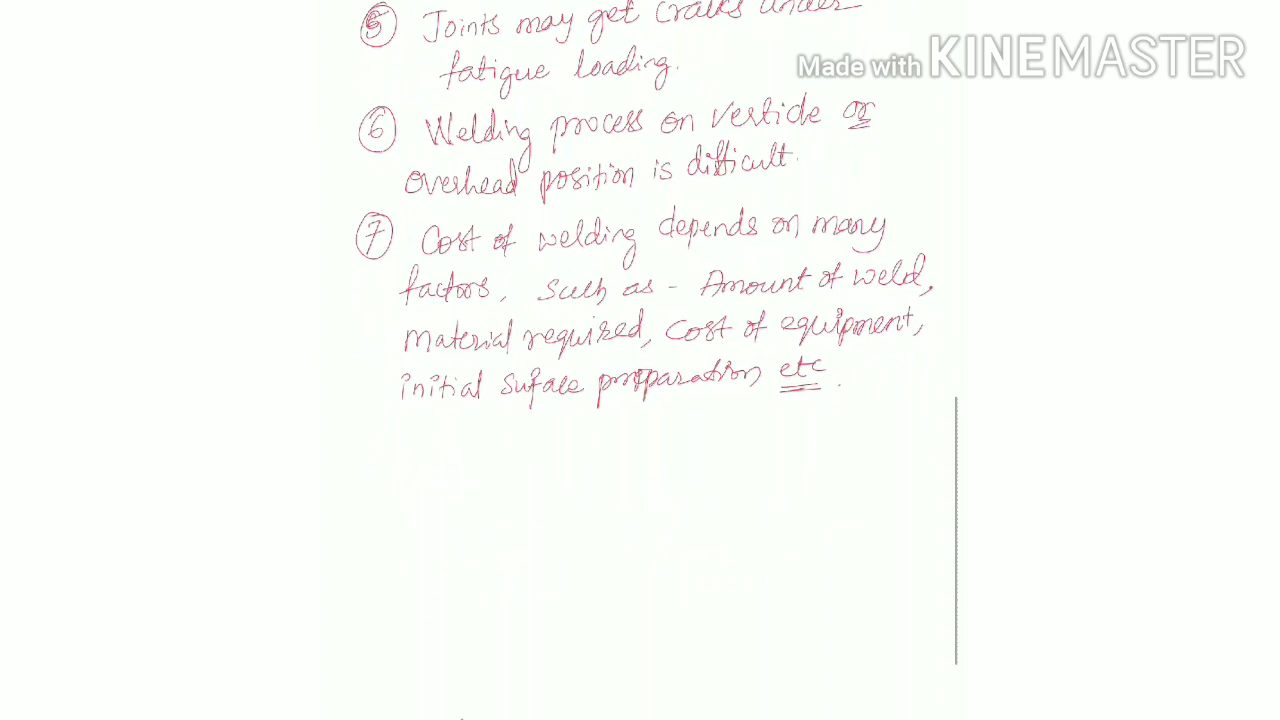 ⑤ Joints may get cracks under
fatigue loading.
Made with KINEMASTER
⑥ Welding process on verticle or
overhead position is difficult.
⑦ Cost of welding depends on many
factors, such as - Amount of weld,
material required, cost of equipment,
initial suface preparation etc.